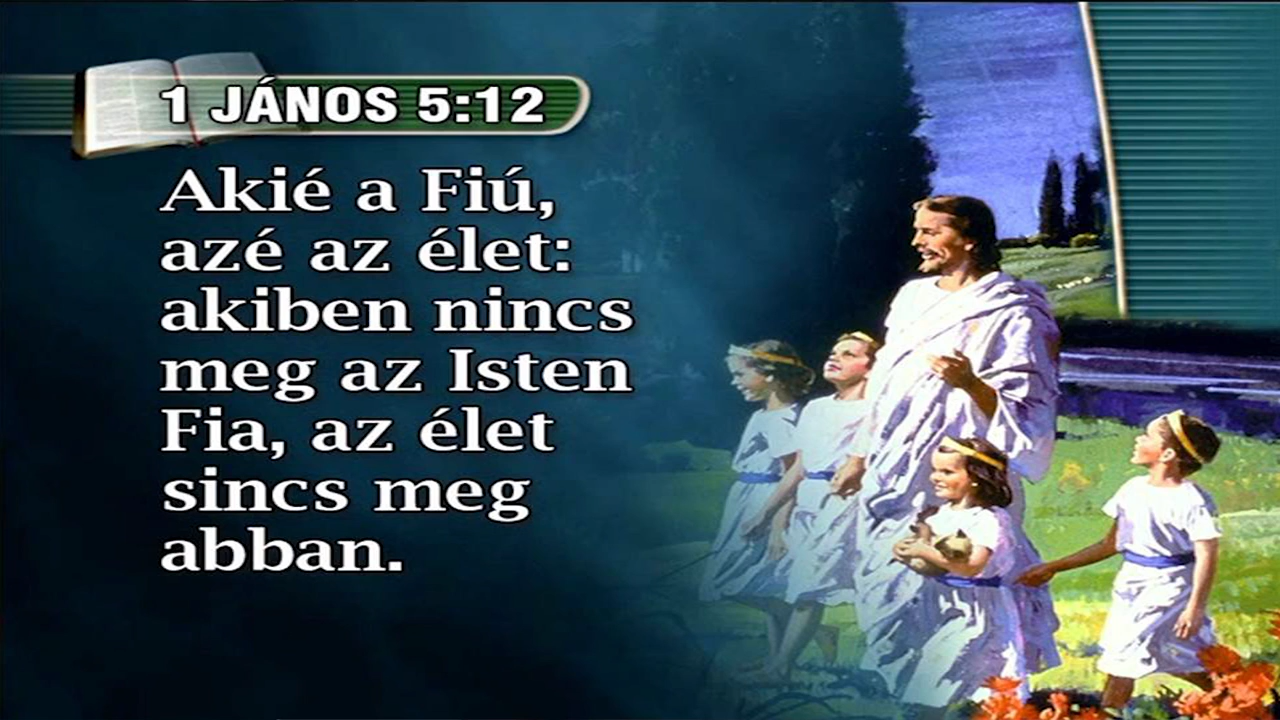 1 JÁNOS 5:12
Akié a Fiú,
azé az élet:
akiben nincs
meg az Isten
Fia, az élet
sincs meg
abban.